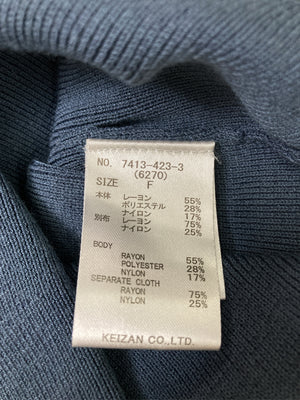 NO. 7413-423-3
(6270)
SIZE F
本体 レーヨン 55%
ポリエステル 28%
ナイロン 17%
別布 レーヨン 75%
ナイロン 25%
BODY
RAYON 55%
POLYESTER 28%
NYLON 17%
SEPARATE CLOTH
RAYON 75%
NYLON 25%
KEIZAN CO.,LTD.